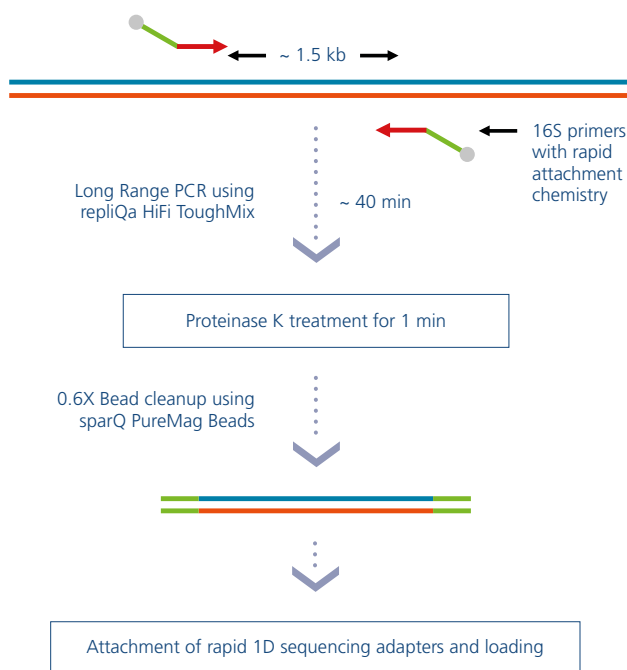 ~ 1.5 kb
16S primers
with rapid
attachment
chemistry
Long Range PCR using
repliQa HiFi ToughMix
~ 40 min
Proteinase K treatment for 1 min
0.6X Bead cleanup using
sparQ PureMag Beads
Attachment of rapid 1D sequencing adapters and loading